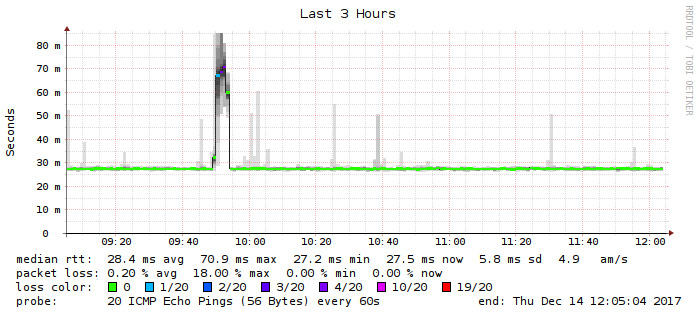 Last 3 Hours
RRDTOOL / TOBI OETIKER
Seconds
80 m
70 m
60 m
50 m
40 m
30 m
20 m
10 m
0
09:20 09:40 10:00 10:20 10:40 11:00 11:20 11:40 12:00
median rtt: 28.4 ms avg 70.9 ms max 27.2 ms min 27.5 ms now 5.8 ms sd 4.9 am/s
packet loss: 0.20 % avg 18.00 % max 0.00 % min 0.00 % now
loss color: 0 1/20 2/20 3/20 4/20 10/20 19/20
probe: 20 ICMP Echo Pings (56 Bytes) every 60s end: Thu Dec 14 12:05:04 2017